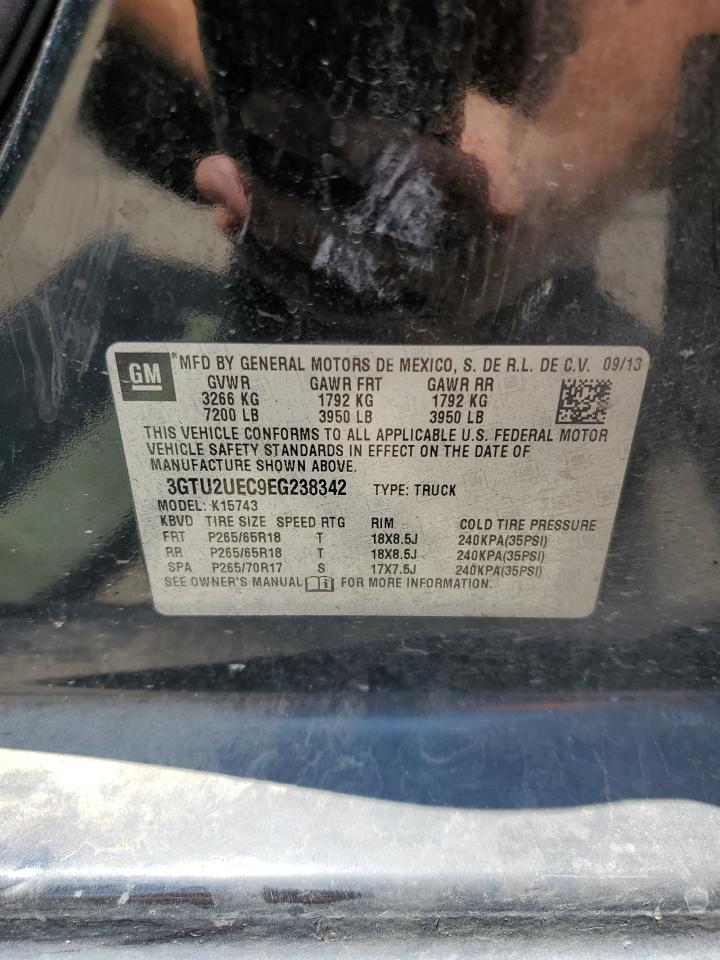 GM ® MFD BY GENERAL MOTORS DE MEXICO, S. DE R.L. DE C.V. 09/13
GVWR GAWR FRT GAWR RR
3266 KG 1792 KG 1792 KG
7200 LB 3950 LB 3950 LB
THIS VEHICLE CONFORMS TO ALL APPLICABLE U.S. FEDERAL MOTOR
VEHICLE SAFETY STANDARDS IN EFFECT ON THE DATE OF
MANUFACTURE SHOWN ABOVE.
3GTU2UEC9EG238342 TYPE: TRUCK
MODEL: K15743
KBVD TIRE SIZE SPEED RTG RIM COLD TIRE PRESSURE
FRT P265/65R18 T 18X8.5J 240KPA(35PSI)
RR P265/65R18 T 18X8.5J 240KPA(35PSI)
SPA P265/70R17 S 17X7.5J 240KPA(35PSI)
SEE OWNER'S MANUAL i FOR MORE INFORMATION.